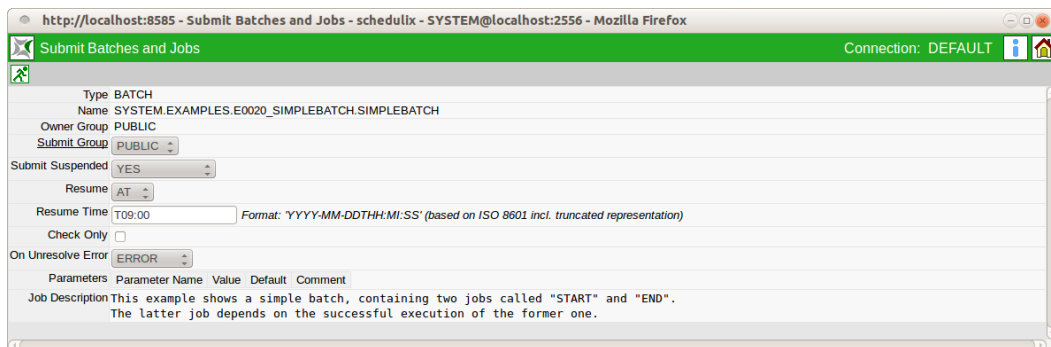 http://localhost:8585 - Submit Batches and Jobs - schedulix - SYSTEM@localhost:2556 - Mozilla Firefox
Submit Batches and Jobs Connection: DEFAULT
Type BATCH
Name SYSTEM.EXAMPLES.E0020_SIMPLEBATCH.SIMPLEBATCH
Owner Group PUBLIC
Submit Group PUBLIC
Submit Suspended YES
Resume AT
Resume Time T09:00 Format: 'YYYY-MM-DDTHH:MI:SS' (based on ISO 8601 incl. truncated representation)
Check Only
On Unresolve Error ERROR
Parameters Parameter Name Value Default Comment
Job Description This example shows a simple batch, containing two jobs called "START" and "END".
The latter job depends on the successful execution of the former one.